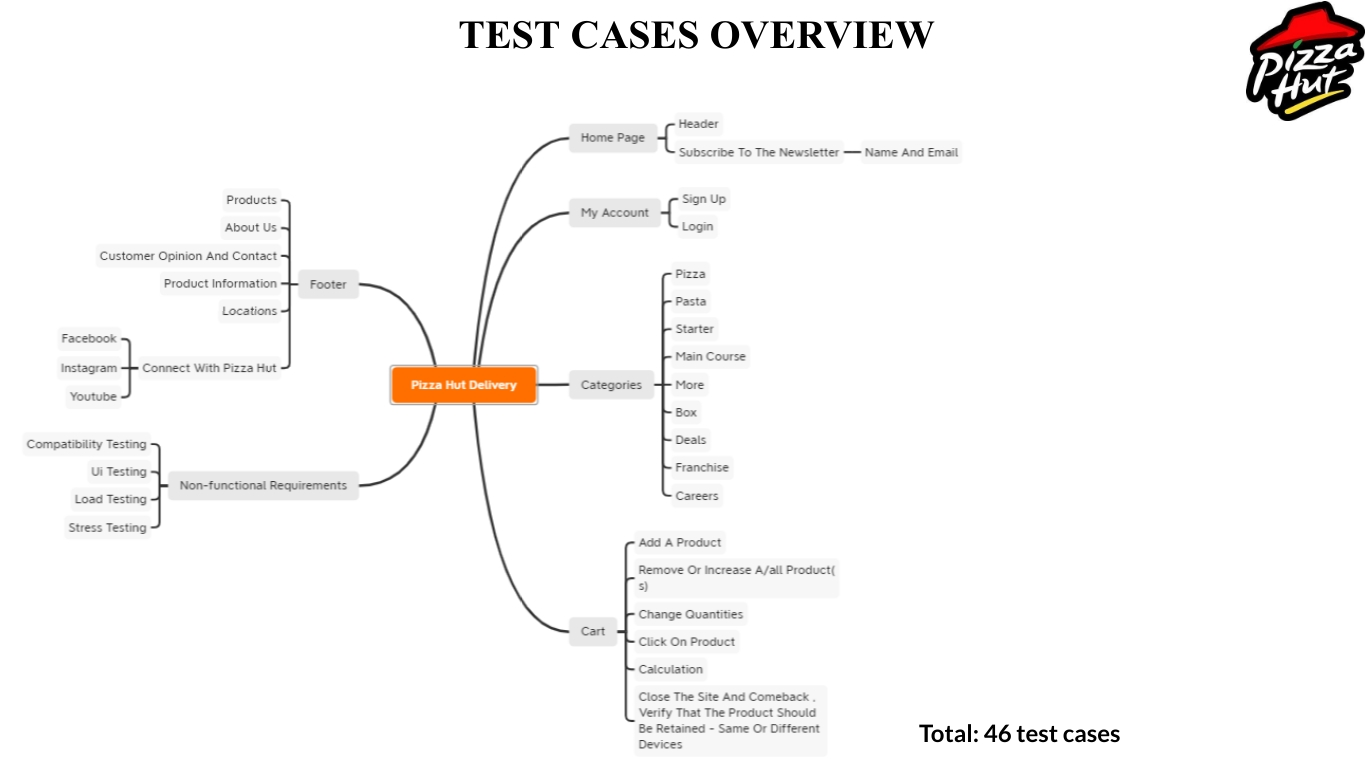 TEST CASES OVERVIEW
Pizza
Hut
Home Page
Header
Subscribe To The Newsletter
Name And Email
My Account
Sign Up
Login
Products
About Us
Customer Opinion And Contact
Product Information
Locations
Footer
Facebook
Instagram
Youtube
Connect With Pizza Hut
Pizza Hut Delivery
Categories
Pizza
Pasta
Starter
Main Course
More
Box
Deals
Franchise
Careers
Compatibility Testing
Ui Testing
Load Testing
Stress Testing
Non-functional Requirements
Cart
Add A Product
Remove Or Increase A/all Product(
s)
Change Quantities
Click On Product
Calculation
Close The Site And Comeback .
Verify That The Product Should
Be Retained - Same Or Different
Devices
Total: 46 test cases